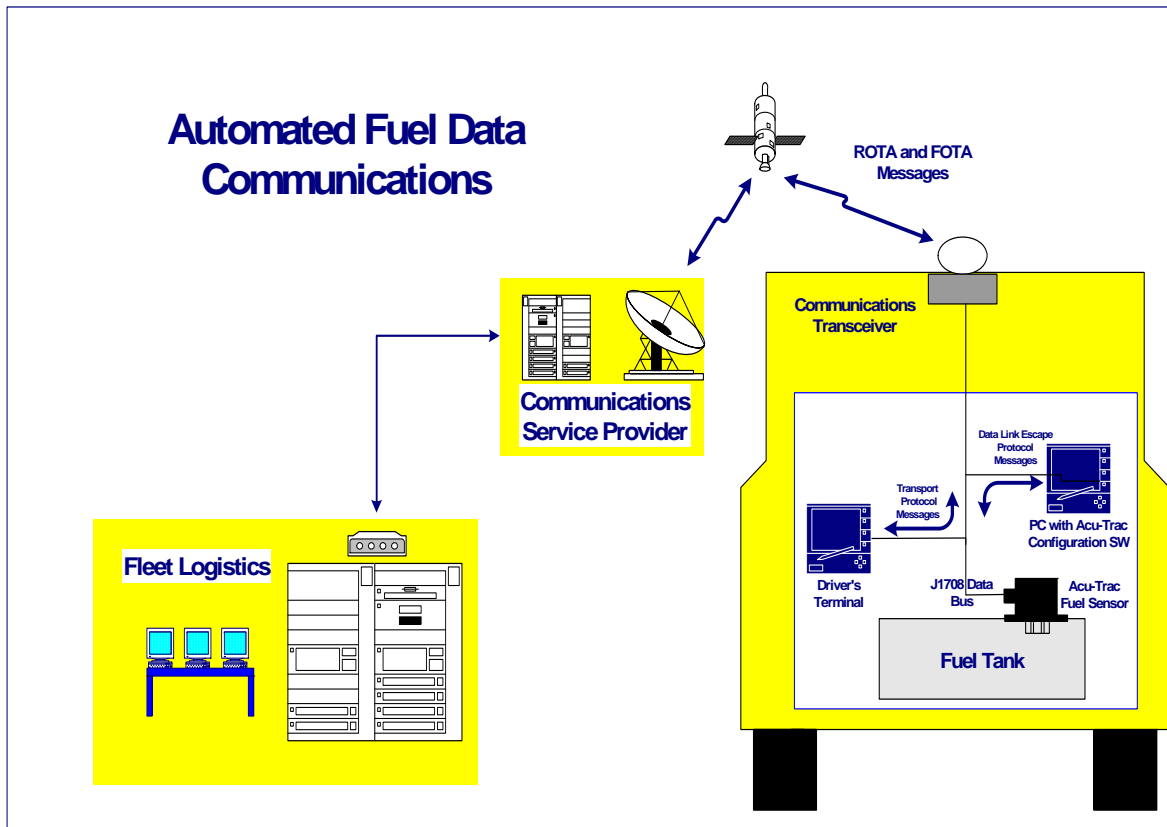 Automated Fuel Data
Communications
ROTA and FOTA
Messages
Communications
Transceiver
Communications
Service Provider
Data Link Escape
Protocol
Messages
Transport
Protocol
Messages
PC with Acu-Trac
Configuration SW
Fleet Logistics
Driver's
Terminal
J1708 Data
Bus
Acu-Trac
Fuel Sensor
Fuel Tank